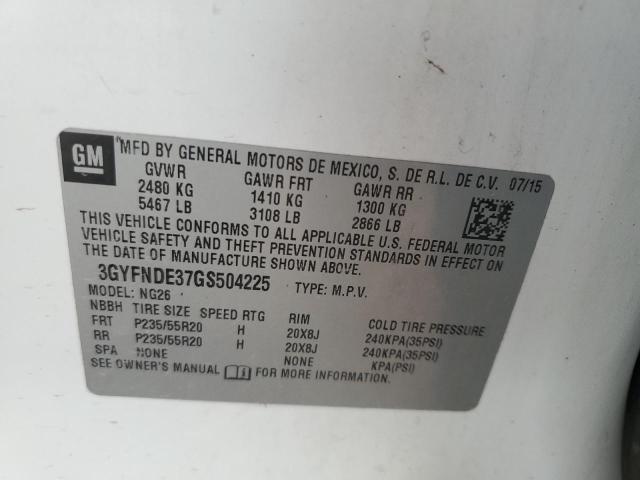 GM
MFD BY GENERAL MOTORS DE MEXICO, S. DE R.L. DE C.V. 07/15
GVWR GAWR FRT GAWR RR
2480 KG 1410 KG 1300 KG
5467 LB 3108 LB 2866 LB
THIS VEHICLE CONFORMS TO ALL APPLICABLE U.S. FEDERAL MOTOR
VEHICLE SAFETY AND THEFT PREVENTION STANDARDS IN EFFECT ON
THE DATE OF MANUFACTURE SHOWN ABOVE.
3GYFNDE37GS504225 TYPE: M.P.V.
MODEL: NG26
NBBH TIRE SIZE SPEED RTG RIM COLD TIRE PRESSURE
FRT P235/55R20 H 20X8J 240KPA(35PSI)
RR P235/55R20 H 20X8J 240KPA(35PSI)
SPA NONE NONE KPA(PSI)
SEE OWNER'S MANUAL FOR MORE INFORMATION.